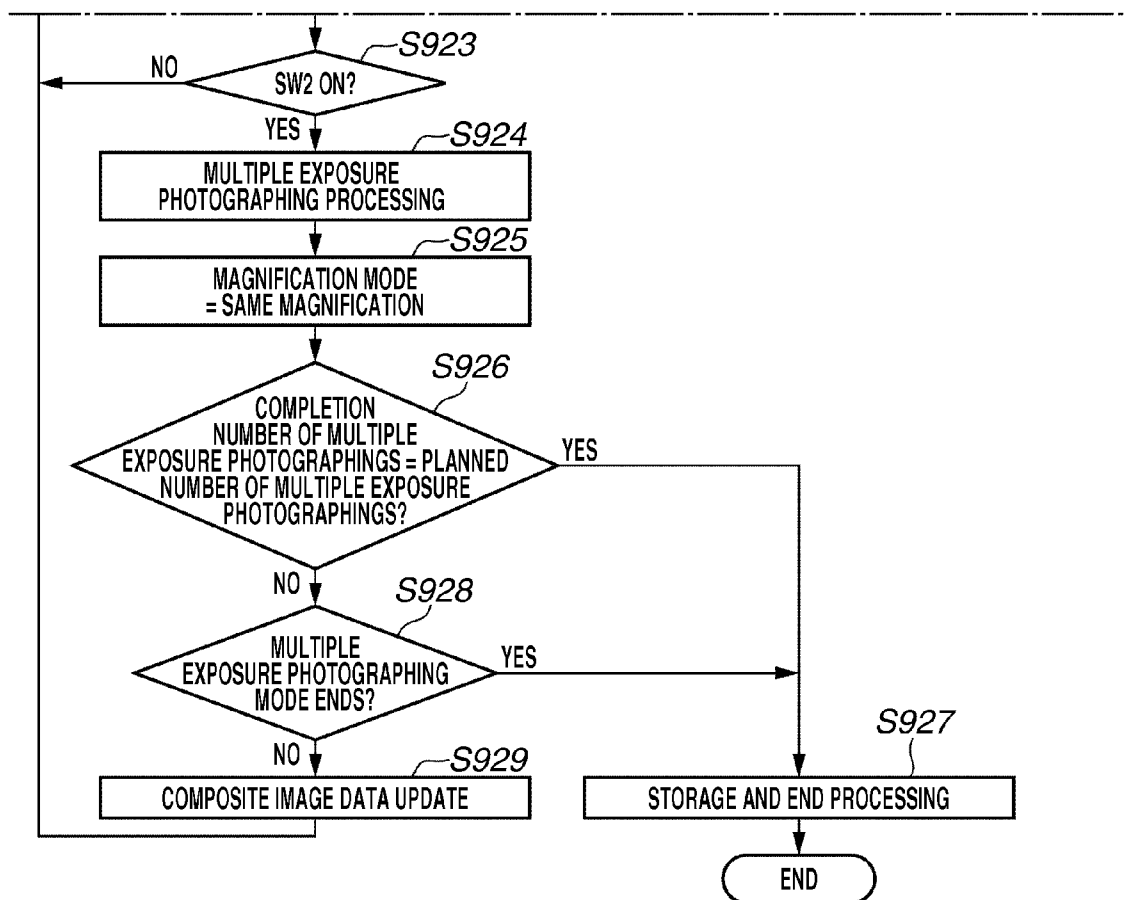 S923
NO
SW2 ON?
YES
S924
MULTIPLE EXPOSURE
PHOTOGRAPHING PROCESSING
S925
MAGNIFICATION MODE
= SAME MAGNIFICATION
S926
COMPLETION
NUMBER OF MULTIPLE
EXPOSURE PHOTOGRAPHINGS = PLANNED
NUMBER OF MULTIPLE EXPOSURE
PHOTOGRAPHINGS?
YES
NO
S928
MULTIPLE
EXPOSURE PHOTOGRAPHING
MODE ENDS?
YES
NO
S929
COMPOSITE IMAGE DATA UPDATE
S927
STORAGE AND END PROCESSING
END